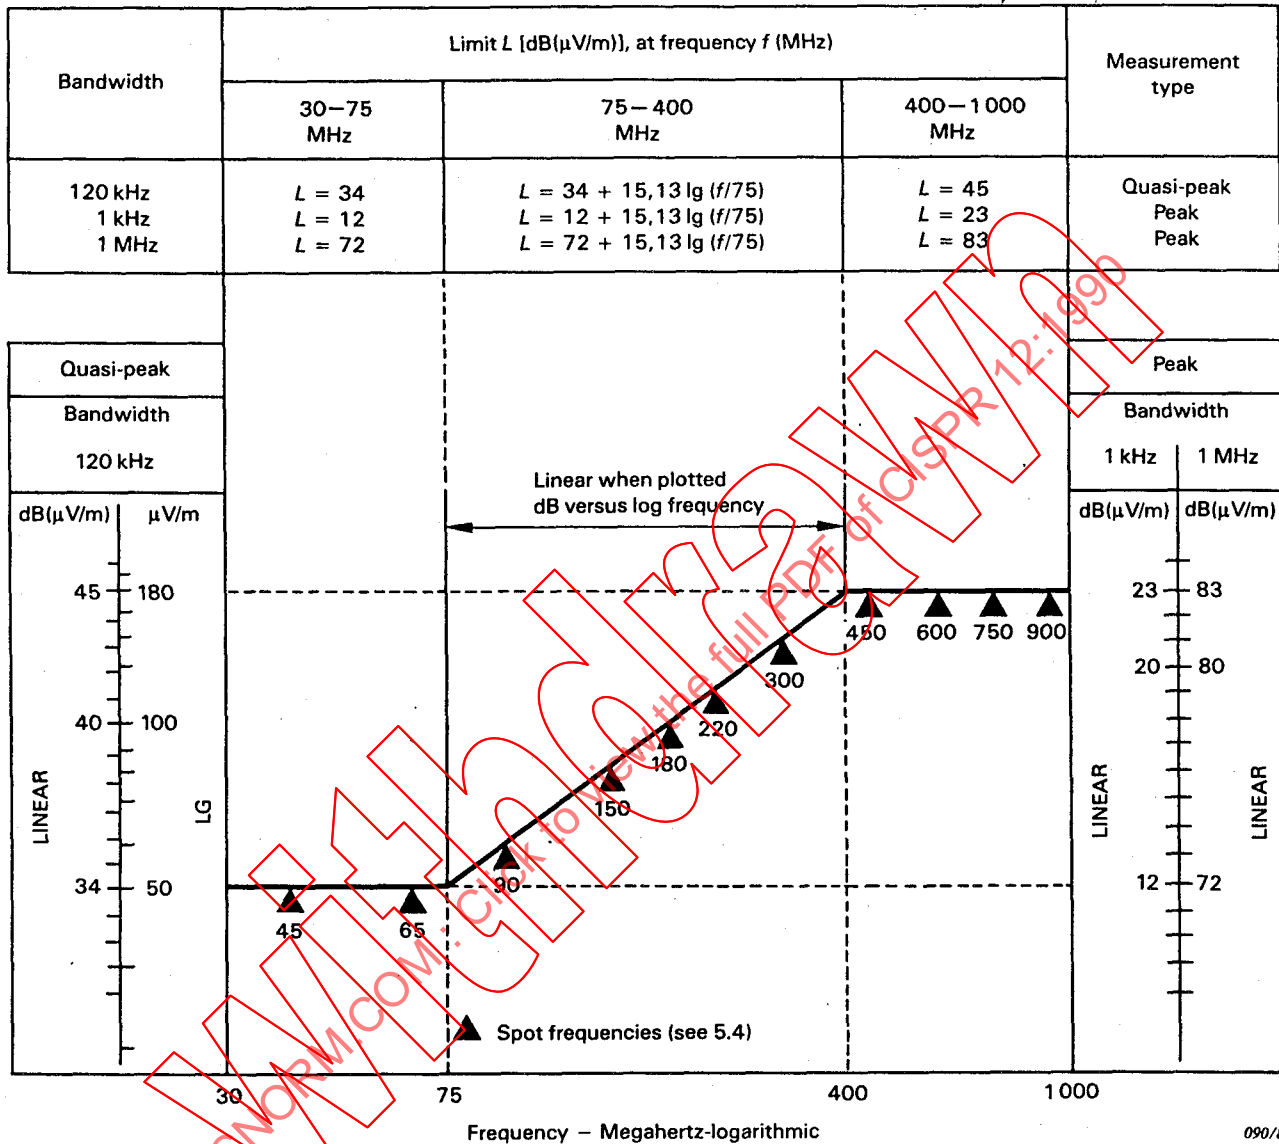 Limit L [dB(µV/m)], at frequency f (MHz)
Bandwidth
Measurement
type
30–75
MHz
75–400
MHz
400–1000
MHz
120 kHz L = 34 L = 34 + 15,13 lg (f/75) L = 45 Quasi-peak
1 kHz L = 12 L = 12 + 15,13 lg (f/75) L = 23 Peak
1 MHz L = 72 L = 72 + 15,13 lg (f/75) L = 83 Peak
Quasi-peak
Peak
Bandwidth
120 kHz
Bandwidth
1 kHz 1 MHz
Linear when plotted
dB versus log frequency
dB(µV/m) µV/m
dB(µV/m) dB(µV/m)
45 180
23 83
450 600 750 900
20 80
300
40 100
220
180
150
LINEAR
LG
LINEAR
LINEAR
90
34 50
12 72
45 65
Spot frequencies (see 5.4)
30 75 400 1000
Frequency – Megahertz-logarithmic
NORM.COM : Click to view the full PDF of CISPR 12:1990
Withdrawn